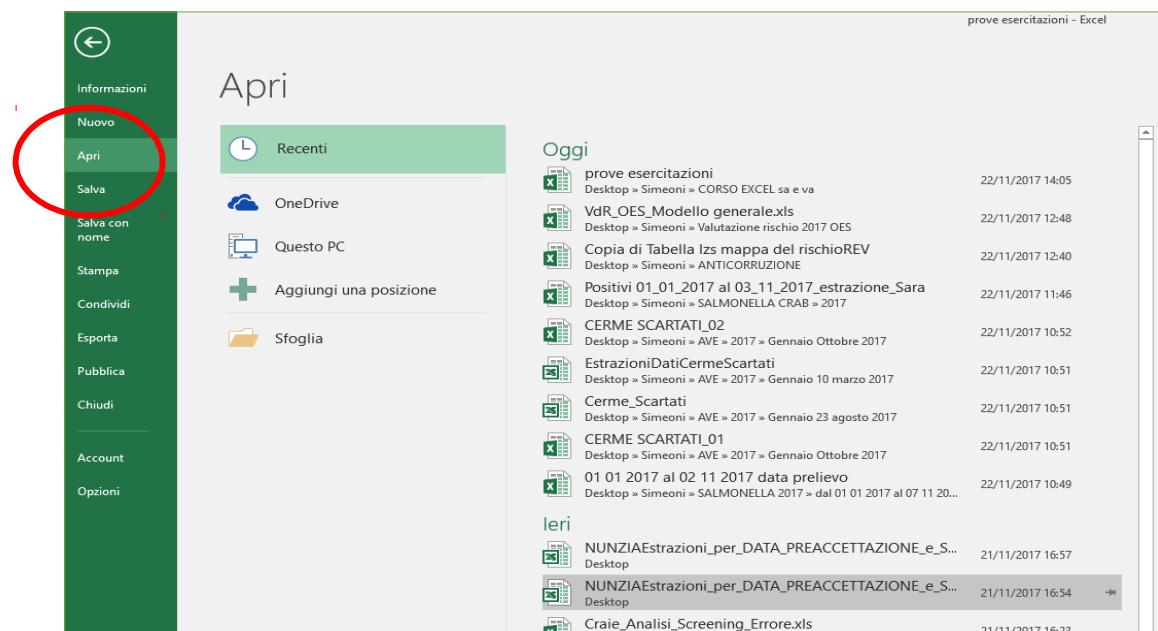 prove esercitazioni - Excel
Informazioni
Nuovo
Apri
Salva
Salva con
nome
Stampa
Condividi
Esporta
Pubblica
Chiudi
Account
Opzioni
Apri
Recenti
OneDrive
Questo PC
Aggiungi una posizione
Sfoglia
Oggi
prove esercitazioni
Desktop » Simeoni » CORSO EXCEL sa e va
22/11/2017 14:05
VdR_OES_Modello generale.xls
Desktop » Simeoni » Valutazione rischio 2017 OES
22/11/2017 12:48
Copia di Tabella Izs mappa del rischioREV
Desktop » Simeoni » ANTICORRUZIONE
22/11/2017 12:40
Positivi 01_01_2017 al 03_11_2017_estrazione_Sara
Desktop » Simeoni » SALMONELLA CRAB » 2017
22/11/2017 11:46
CERME SCARTATI_02
Desktop » Simeoni » AVE » 2017 » Gennaio Ottobre 2017
22/11/2017 10:52
EstrazioniDatiCermeScartati
Desktop » Simeoni » AVE » 2017 » Gennaio 10 marzo 2017
22/11/2017 10:51
Cerme_Scartati
Desktop » Simeoni » AVE » 2017 » Gennaio 23 agosto 2017
22/11/2017 10:51
CERME SCARTATI_01
Desktop » Simeoni » AVE » 2017 » Gennaio Ottobre 2017
22/11/2017 10:51
01 01 2017 al 02 11 2017 data prelievo
Desktop » Simeoni » SALMONELLA 2017 » dal 01 01 2017 al 07 11 20...
22/11/2017 10:49
Ieri
NUNZIAEstrazioni_per_DATA_PREACCETTAZIONE_e_S...
Desktop
21/11/2017 16:57
NUNZIAEstrazioni_per_DATA_PREACCETTAZIONE_e_S...
Desktop
21/11/2017 16:54
Craie_Analisi_Screening_Errore.xls
21/11/2017 16:23